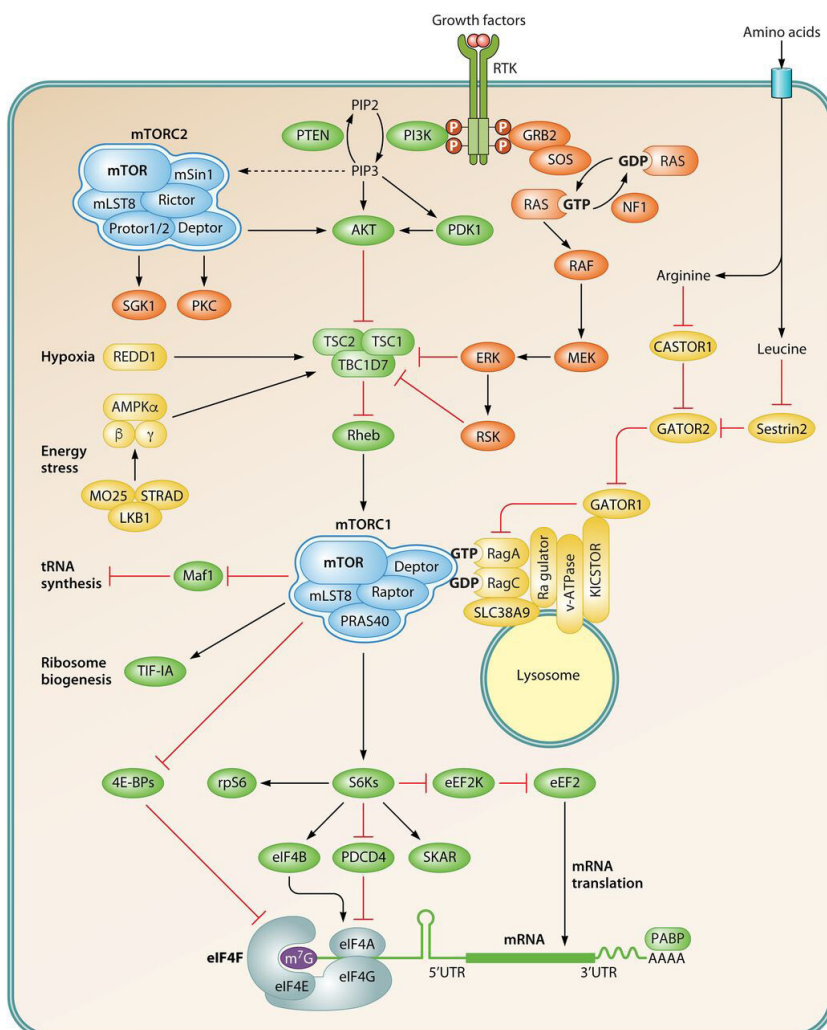 Growth factors
Amino acids
RTK
PIP2
PTEN
PI3K
P
P
P
P
GRB2
SOS
GDP
RAS
mTORC2
mTOR
mSin1
mLST8
Rictor
Protor1/2
Deptor
PIP3
RAS
GTP
NF1
AKT
PDK1
RAF
Arginine
SGK1
PKC
TSC2
TSC1
TBC1D7
Hypoxia
REDD1
ERK
MEK
CASTOR1
Leucine
AMPKα
β
γ
Energy
stress
Rheb
RSK
GATOR2
Sestrin2
MO25
STRAD
LKB1
GATOR1
mTORC1
mTOR
Deptor
mLST8
Raptor
PRAS40
GTP
RagA
GDP
RagC
SLC38A9
Ra gulator
v-ATPase
KICSTOR
tRNA
synthesis
Maf1
Ribosome
biogenesis
TIF-IA
Lysosome
4E-BPs
rpS6
S6Ks
eEF2K
eEF2
eIF4B
PDCD4
SKAR
mRNA
translation
eIF4F
m7G
eIF4A
eIF4E
eIF4G
mRNA
5'UTR
3'UTR
PABP
AAAA